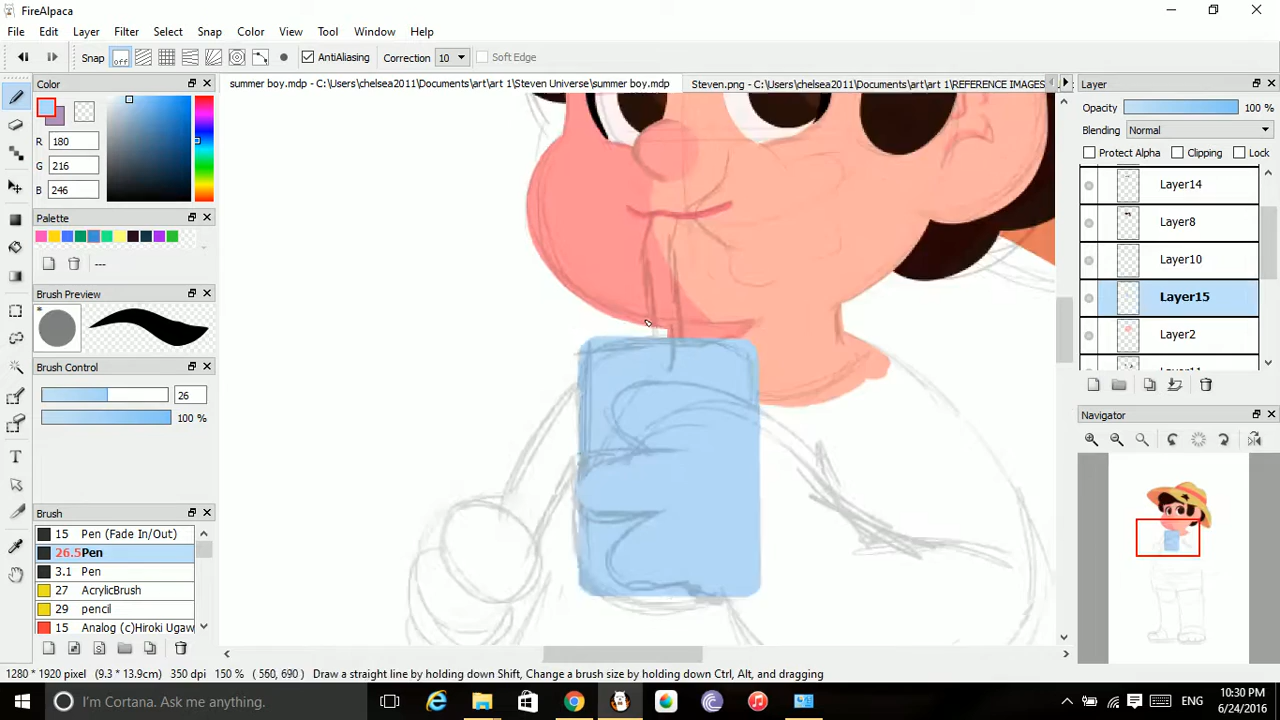 FireAlpaca
File Edit Layer Filter Select Snap Color View Tool Window Help
Snap off AntiAliasing Correction 10 Soft Edge
Color
R 180
G 216
B 246
Palette
---
Brush Preview
Brush Control
26
100 %
Brush
15 Pen (Fade In/Out)
26.5 Pen
3.1 Pen
27 AcrylicBrush
29 pencil
15 Analog (c)Hiroki Ugaw
summer boy.mdp - C:\Users\chelsea2011\Documents\art\art 1\Steven Universe\summer boy.mdp
Steven.png - C:\Users\chelsea2011\Documents\art\art 1\REFERENCE IMAGES
Layer
Opacity 100 %
Blending Normal
Protect Alpha Clipping Lock
Layer14
Layer8
Layer10
Layer15
Layer2
Navigator
1280 * 1920 pixel (9.3 * 13.9cm) 350 dpi 150 % ( 560, 690 ) Draw a straight line by holding down Shift, Change a brush size by holding down Ctrl, Alt, and dragging
I'm Cortana. Ask me anything.
ENG
10:30 PM
6/24/2016